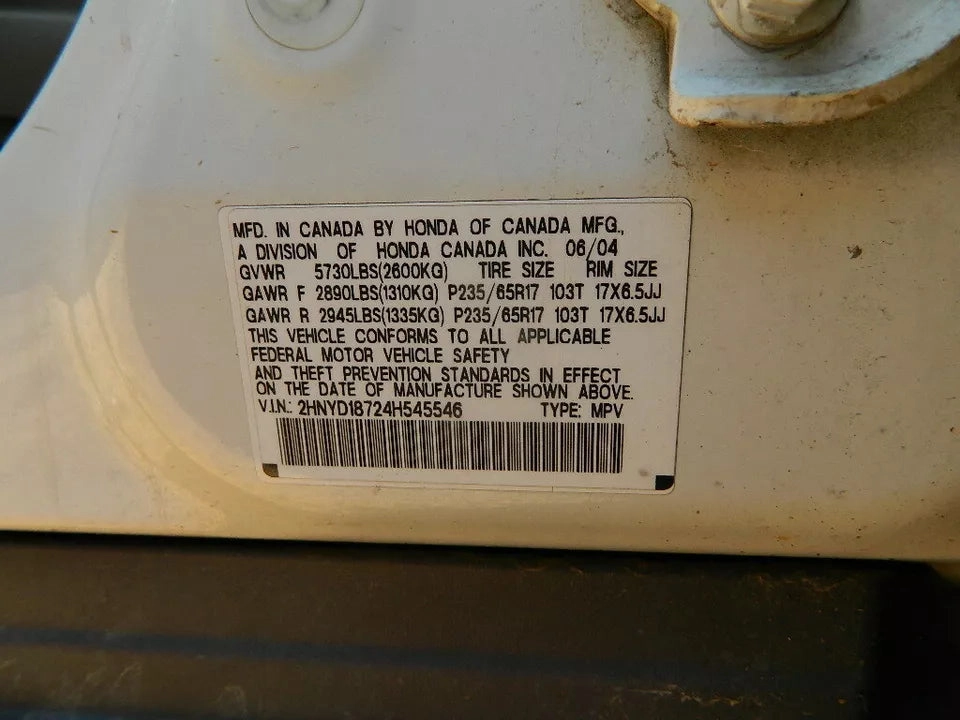 MFD. IN CANADA BY HONDA OF CANADA MFG.,
A DIVISION OF HONDA CANADA INC. 06/04
GVWR 5730LBS(2600KG) TIRE SIZE RIM SIZE
GAWR F 2890LBS(1310KG) P235/65R17 103T 17X6.5JJ
GAWR R 2945LBS(1335KG) P235/65R17 103T 17X6.5JJ
THIS VEHICLE CONFORMS TO ALL APPLICABLE
FEDERAL MOTOR VEHICLE SAFETY
AND THEFT PREVENTION STANDARDS IN EFFECT
ON THE DATE OF MANUFACTURE SHOWN ABOVE.
V.I.N.: 2HNYD18724H545546 TYPE: MPV